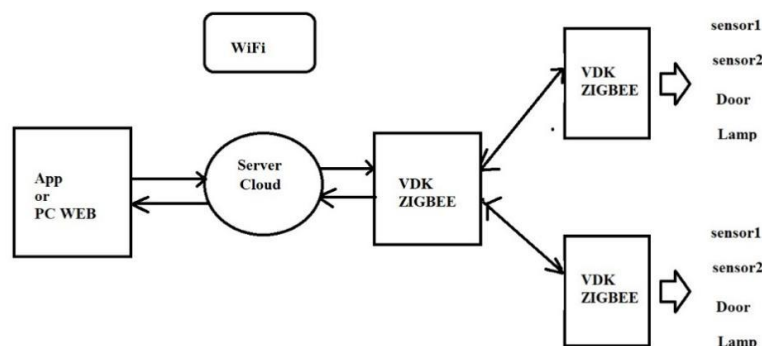 WiFi
App
or
PC WEB
Server
Cloud
VDK
ZIGBEE
VDK
ZIGBEE
sensor1
sensor2
Door
Lamp
VDK
ZIGBEE
sensor1
sensor2
Door
Lamp